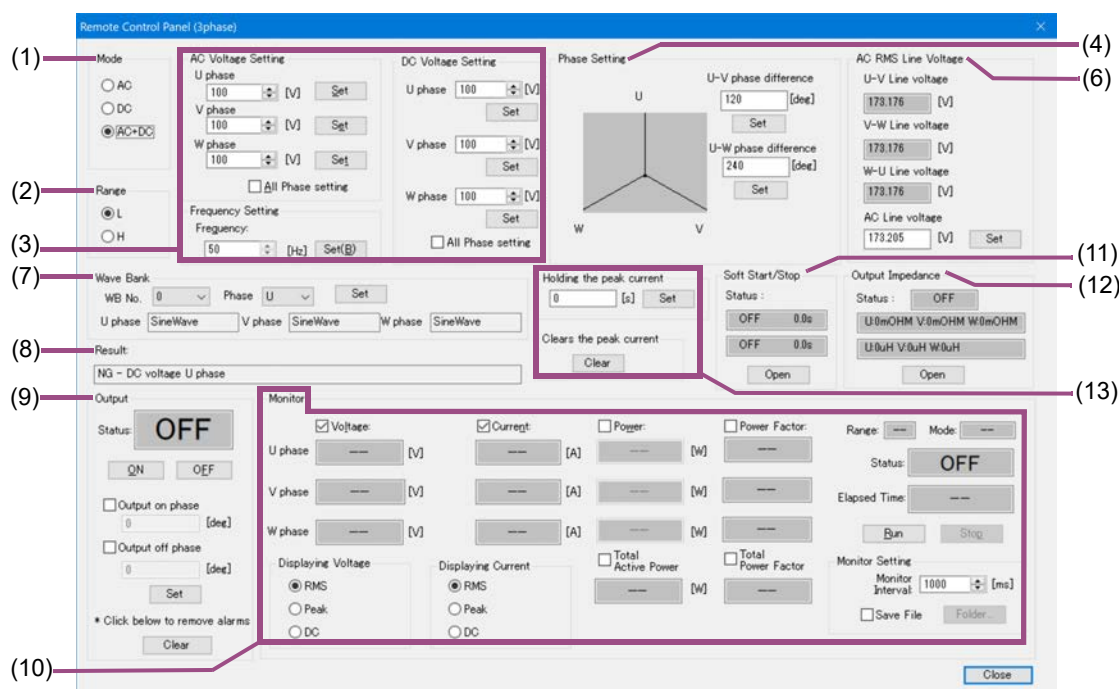 Remote Control Panel (3phase)
(1)
Mode
AC
DC
AC+DC
(2)
Range
L
H
(3)
AC Voltage Setting
U phase
100 [V] Set
V phase
100 [V] Set
W phase
100 [V] Set
All Phase setting
Frequency Setting
Frequency:
50 [Hz] Set(B)
DC Voltage Setting
U phase 100 [V]
Set
V phase 100 [V]
Set
W phase 100 [V]
Set
All Phase setting
(4)
Phase Setting
U
W
V
U-V phase difference
120 [deg]
Set
U-W phase difference
240 [deg]
Set
(6)
AC RMS Line Voltage
U-V Line voltage
173.176 [V]
V-W Line voltage
173.176 [V]
W-U Line voltage
173.176 [V]
AC Line voltage
173.205 [V] Set
(7)
Wave Bank
WB No. 0 Phase U Set
U phase SineWave V phase SineWave W phase SineWave
(8)
Result:
NG - DC voltage U phase
Holding the peak current
0 [s] Set
Clears the peak current
Clear
(13)
(11)
Soft Start/Stop
Status :
OFF 0.0s
OFF 0.0s
Open
(12)
Output Impedance
Status : OFF
U:0mOHM V:0mOHM W:0mOHM
U:0uH V:0uH W:0uH
Open
(9)
Output
Status: OFF
ON OFF
Output on phase
0 [deg]
Output off phase
0 [deg]
Set
* Click below to remove alarms
Clear
(10)
Monitor
Voltage: Current: Power: Power Factor:
U phase -- [V] -- [A] -- [W] --
V phase -- [V] -- [A] -- [W] --
W phase -- [V] -- [A] -- [W] --
Displaying Voltage
RMS
Peak
DC
Displaying Current
RMS
Peak
DC
Total
Active Power
-- [W]
Total
Power Factor
--
Range: -- Mode: --
Status: OFF
Elapsed Time: --
Run Stop
Monitor Setting
Monitor
Interval: 1000 [ms]
Save File Folder...
Close